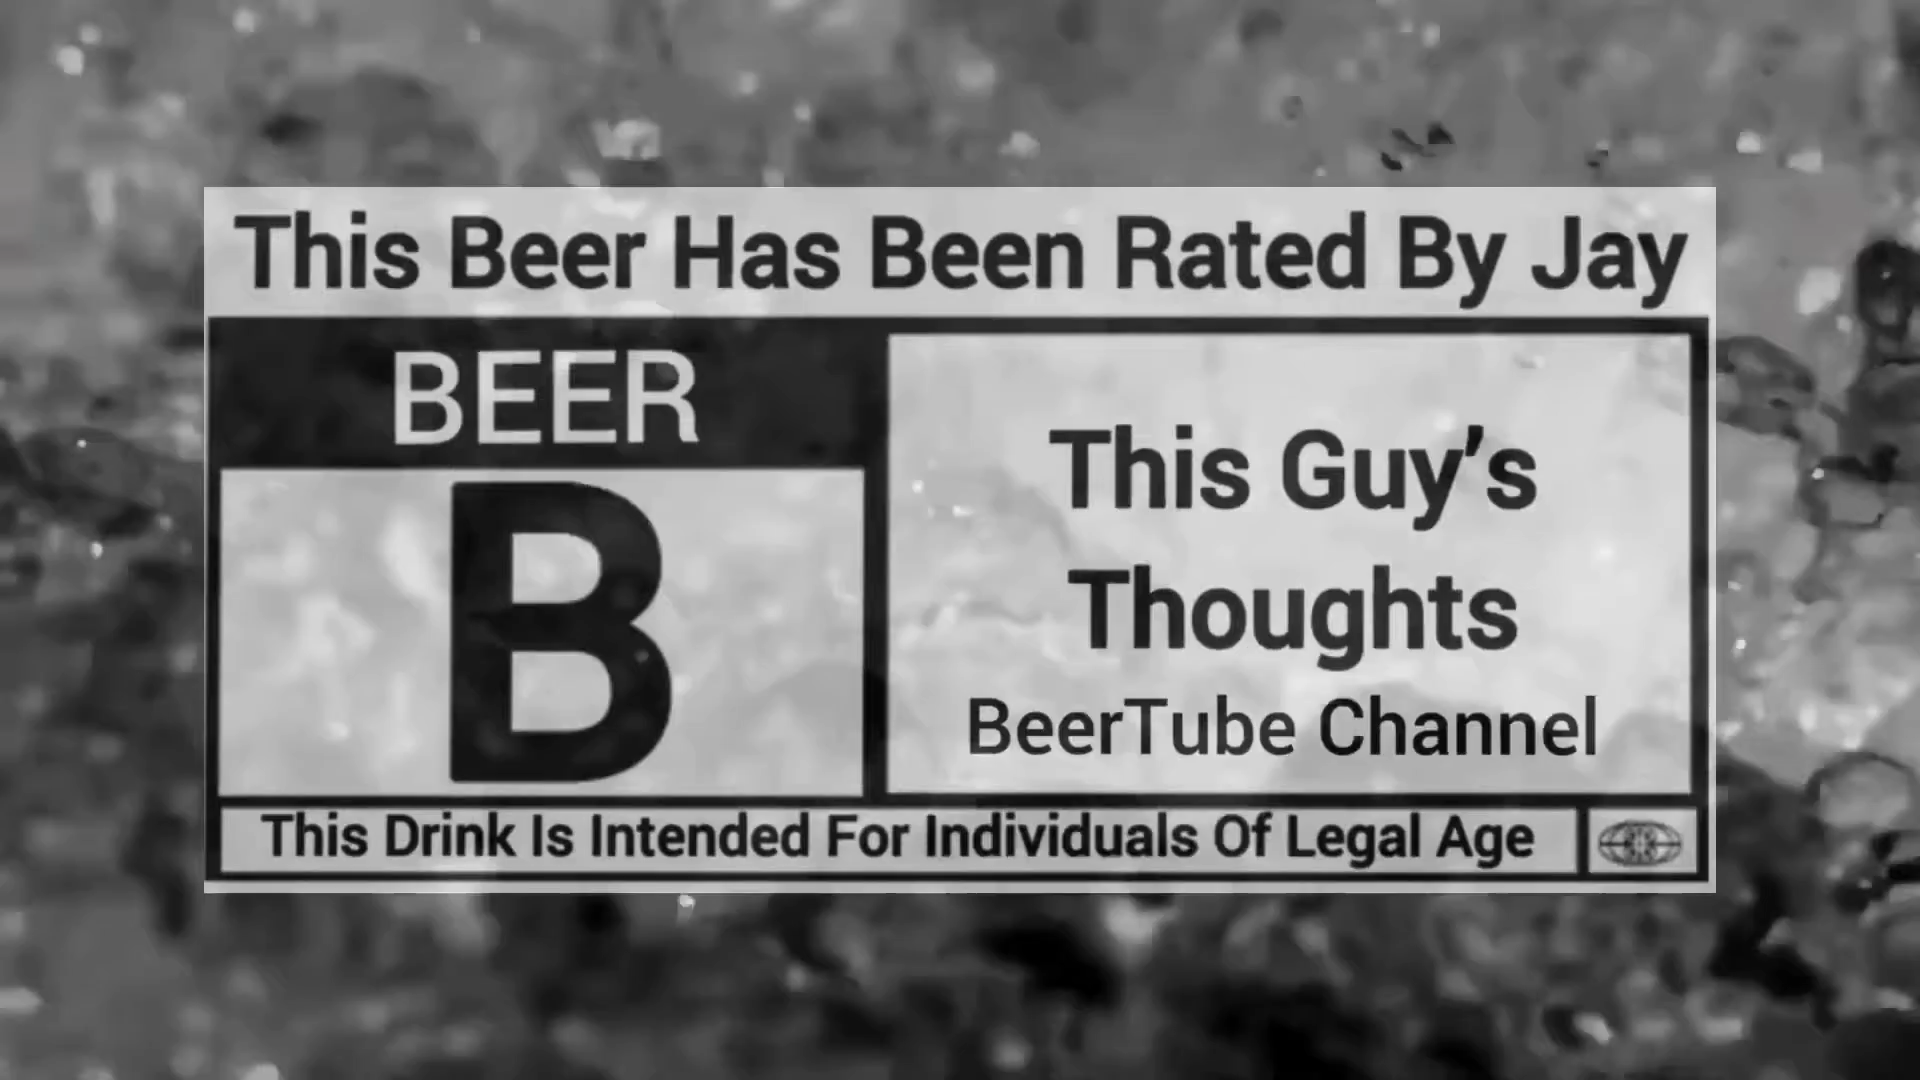 This Beer Has Been Rated By Jay
BEER
B
This Guy's
Thoughts
BeerTube Channel
This Drink Is Intended For Individuals Of Legal Age